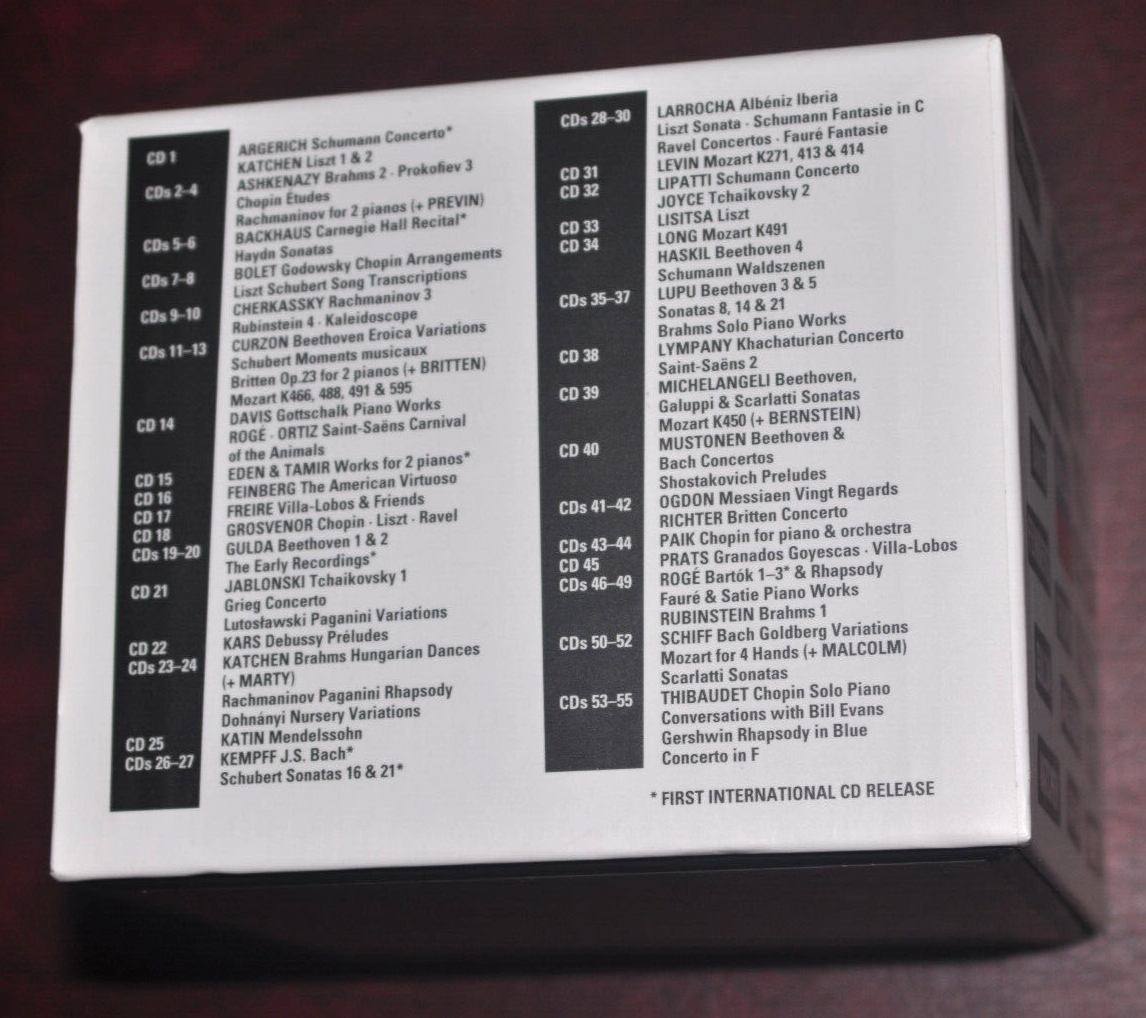 CD 1 ARGERICH Schumann Concerto*
KATCHEN Liszt 1 & 2
CDs 2–4 ASHKENAZY Brahms 2 · Prokofiev 3
Chopin Etudes
Rachmaninov for 2 pianos (+ PREVIN)
CDs 5–6 BACKHAUS Carnegie Hall Recital*
Haydn Sonatas
CDs 7–8 BOLET Godowsky Chopin Arrangements
Liszt Schubert Song Transcriptions
CDs 9–10 CHERKASSKY Rachmaninov 3
Rubinstein 4 · Kaleidoscope
CDs 11–13 CURZON Beethoven Eroica Variations
Schubert Moments musicaux
Britten Op.23 for 2 pianos (+ BRITTEN)
Mozart K466, 488, 491 & 595
CD 14 DAVIS Gottschalk Piano Works
ROGÉ · ORTIZ Saint-Saëns Carnival
of the Animals
CD 15 EDEN & TAMIR Works for 2 pianos*
CD 16 FEINBERG The American Virtuoso
CD 17 FREIRE Villa-Lobos & Friends
CD 18 GROSVENOR Chopin · Liszt · Ravel
CDs 19–20 GULDA Beethoven 1 & 2
The Early Recordings*
CD 21 JABLONSKI Tchaikovsky 1
Grieg Concerto
Lutosławski Paganini Variations
CD 22 KARS Debussy Préludes
CDs 23–24 KATCHEN Brahms Hungarian Dances
(+ MARTY)
Rachmaninov Paganini Rhapsody
Dohnányi Nursery Variations
CD 25 KATIN Mendelssohn
CDs 26–27 KEMPFF J.S. Bach*
Schubert Sonatas 16 & 21*
CDs 28–30 LARROCHA Albéniz Iberia
Liszt Sonata · Schumann Fantasie in C
Ravel Concertos · Fauré Fantasie
CD 31 LEVIN Mozart K271, 413 & 414
CD 32 LIPATTI Schumann Concerto
JOYCE Tchaikovsky 2
CD 33 LISITSA Liszt
CD 34 LONG Mozart K491
HASKIL Beethoven 4
Schumann Waldszenen
CDs 35–37 LUPU Beethoven 3 & 5
Sonatas 8, 14 & 21
Brahms Solo Piano Works
CD 38 LYMPANY Khachaturian Concerto
Saint-Saëns 2
CD 39 MICHELANGELI Beethoven,
Galuppi & Scarlatti Sonatas
Mozart K450 (+ BERNSTEIN)
CD 40 MUSTONEN Beethoven &
Bach Concertos
Shostakovich Preludes
CDs 41–42 OGDON Messiaen Vingt Regards
RICHTER Britten Concerto
CDs 43–44 PAIK Chopin for piano & orchestra
CD 45 PRATS Granados Goyescas · Villa-Lobos
CDs 46–49 ROGÉ Bartók 1–3* & Rhapsody
Fauré & Satie Piano Works
RUBINSTEIN Brahms 1
CDs 50–52 SCHIFF Bach Goldberg Variations
Mozart for 4 Hands (+ MALCOLM)
Scarlatti Sonatas
CDs 53–55 THIBAUDET Chopin Solo Piano
Conversations with Bill Evans
Gershwin Rhapsody in Blue
Concerto in F
* FIRST INTERNATIONAL CD RELEASE